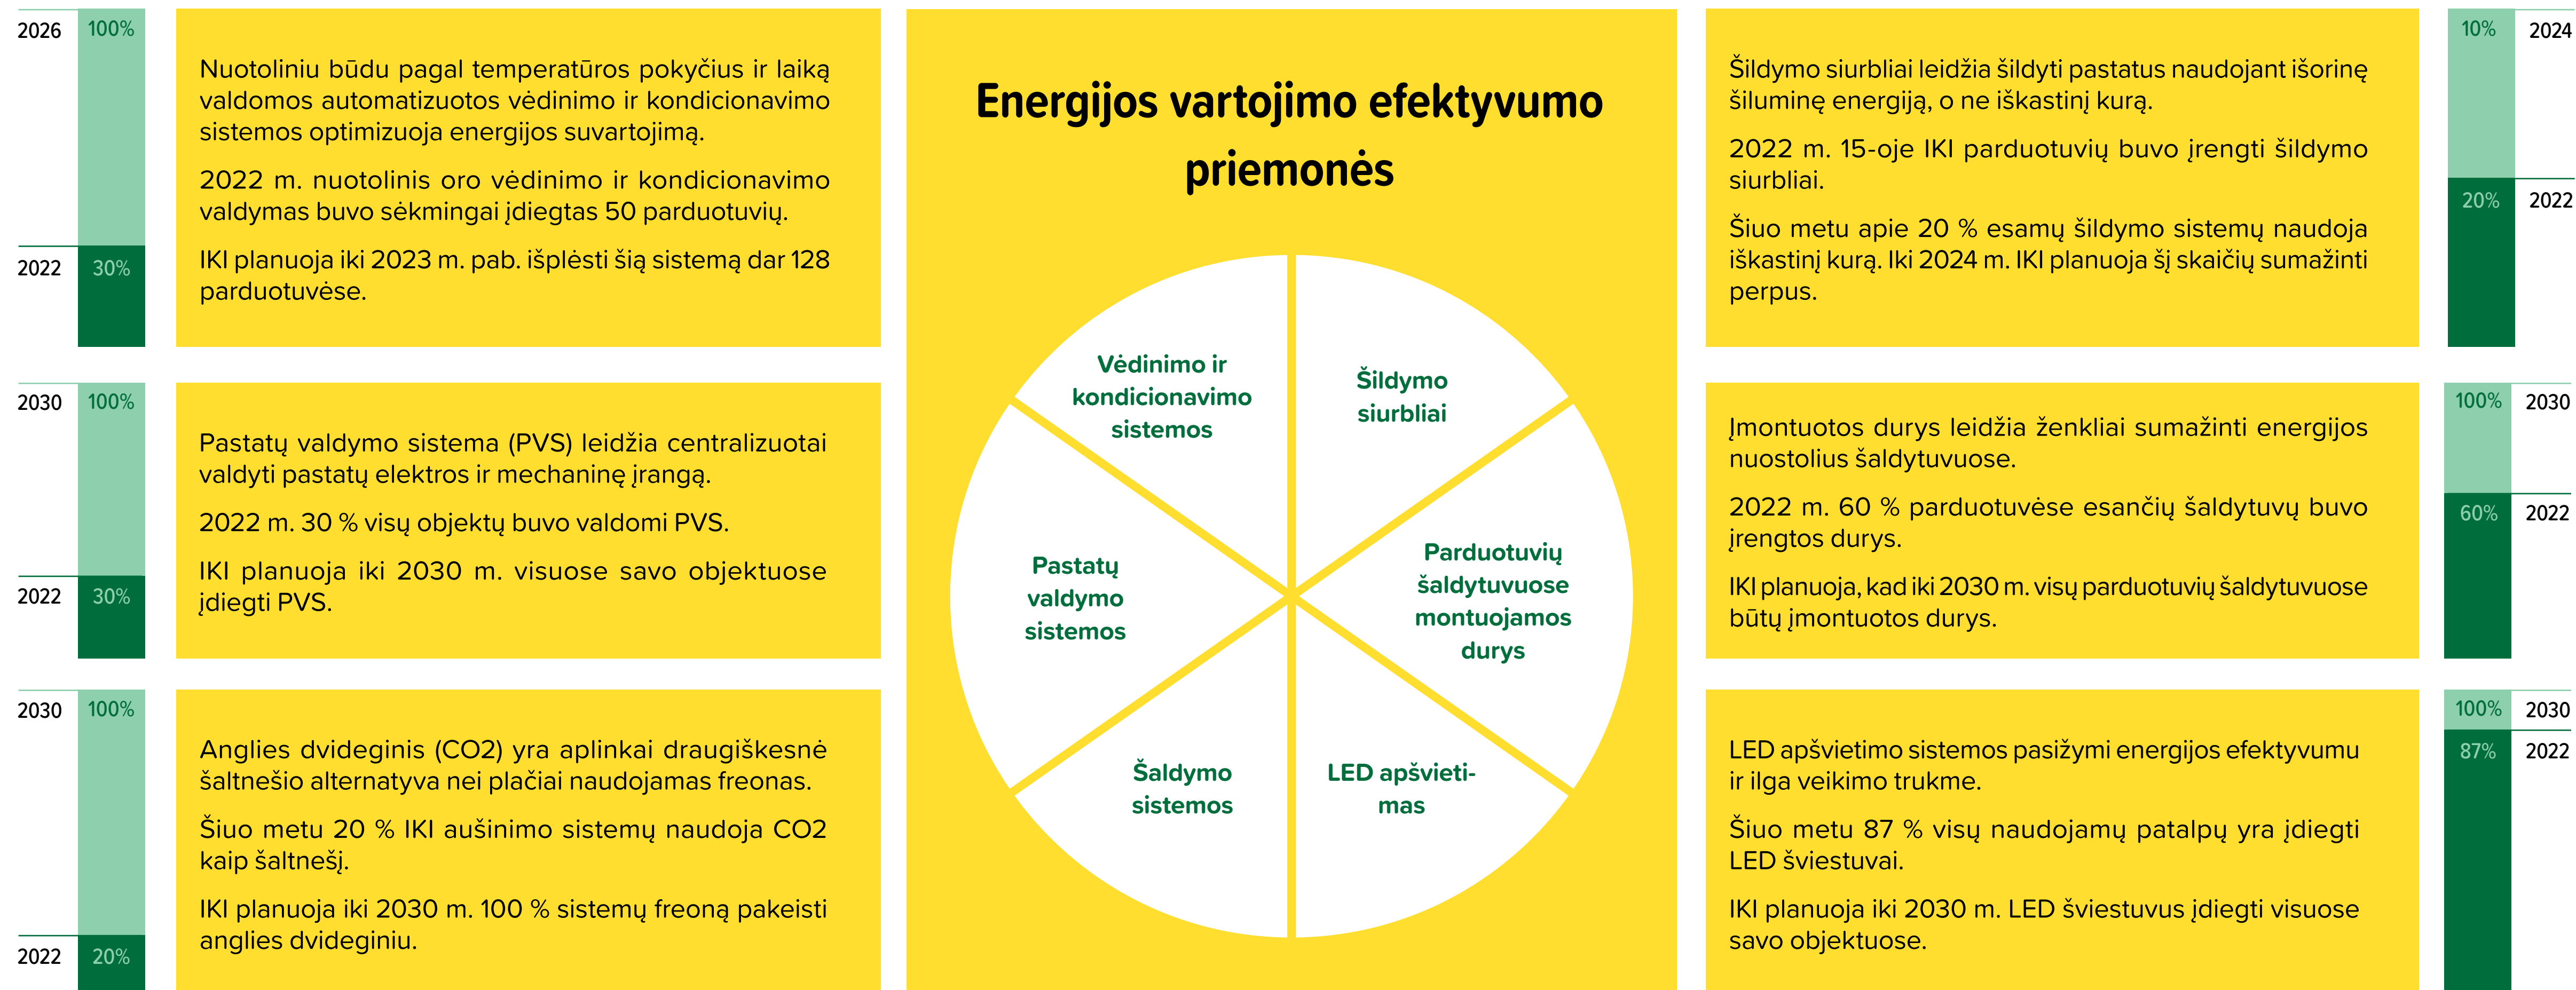 2026
100%
2022
30%
Nuotoliniu būdu pagal temperatūros pokyčius ir laiką
valdomos automatizuotos vėdinimo ir kondicionavimo
sistemos optimizuoja energijos suvartojimą.
2022 m. nuotolinis oro vėdinimo ir kondicionavimo
valdymas buvo sėkmingai įdiegtas 50 parduotuvių.
IKI planuoja iki 2023 m. pab. išplėsti šią sistemą dar 128
parduotuvėse.
2030
100%
2022
30%
Pastatų valdymo sistema (PVS) leidžia centralizuotai
valdyti pastatų elektros ir mechaninę įrangą.
2022 m. 30 % visų objektų buvo valdomi PVS.
IKI planuoja iki 2030 m. visuose savo objektuose
įdiegti PVS.
2030
100%
2022
20%
Anglies dvideginis (CO2) yra aplinkai draugiškesnė
šaltnešio alternatyva nei plačiai naudojamas freonas.
Šiuo metu 20 % IKI aušinimo sistemų naudoja CO2
kaip šaltnešį.
IKI planuoja iki 2030 m. 100 % sistemų freoną pakeisti
anglies dvideginiu.
Energijos vartojimo efektyvumo
priemonės
Vėdinimo ir
kondicionavimo
sistemos
Šildymo
siurbliai
Pastatų
valdymo
sistemos
Parduotuvių
šaldytuvuose
montuojamos
durys
Šaldymo
sistemos
LED apšvieti-
mas
Šildymo siurbliai leidžia šildyti pastatus naudojant išorinę
šiluminę energiją, o ne iškastinį kurą.
2022 m. 15-oje IKI parduotuvių buvo įrengti šildymo
siurbliai.
Šiuo metu apie 20 % esamų šildymo sistemų naudoja
iškastinį kurą. Iki 2024 m. IKI planuoja šį skaičių sumažinti
perpus.
10%
2024
20%
2022
Įmontuotos durys leidžia ženkliai sumažinti energijos
nuostolius šaldytuvuose.
2022 m. 60 % parduotuvėse esančių šaldytuvų buvo
įrengtos durys.
IKI planuoja, kad iki 2030 m. visų parduotuvių šaldytuvuose
būtų įmontuotos durys.
100%
2030
60%
2022
LED apšvietimo sistemos pasižymi energijos efektyvumu
ir ilga veikimo trukme.
Šiuo metu 87 % visų naudojamų patalpų yra įdiegti
LED šviestuvai.
IKI planuoja iki 2030 m. LED šviestuvus įdiegti visuose
savo objektuose.
100%
2030
87%
2022